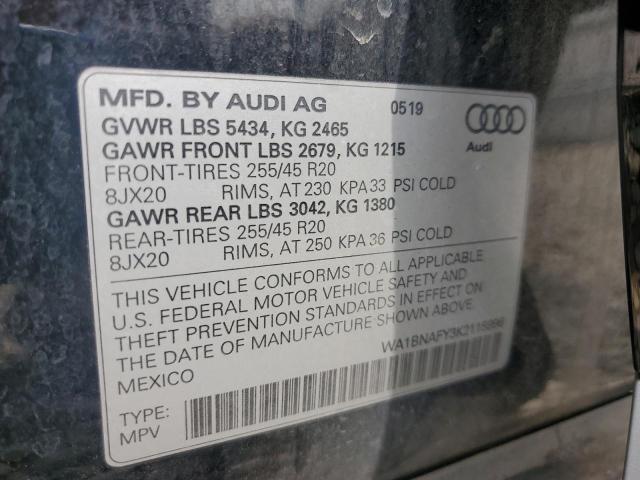 MFD. BY AUDI AG 0519
GVWR LBS 5434, KG 2465
GAWR FRONT LBS 2679, KG 1215
FRONT-TIRES 255/45 R20
8JX20 RIMS, AT 230 KPA 33 PSI COLD
GAWR REAR LBS 3042, KG 1380
REAR-TIRES 255/45 R20
8JX20 RIMS, AT 250 KPA 36 PSI COLD
Audi
THIS VEHICLE CONFORMS TO ALL APPLICABLE
U.S. FEDERAL MOTOR VEHICLE SAFETY AND
THEFT PREVENTION STANDARDS IN EFFECT ON
THE DATE OF MANUFACTURE SHOWN ABOVE.
MEXICO
TYPE:
MPV